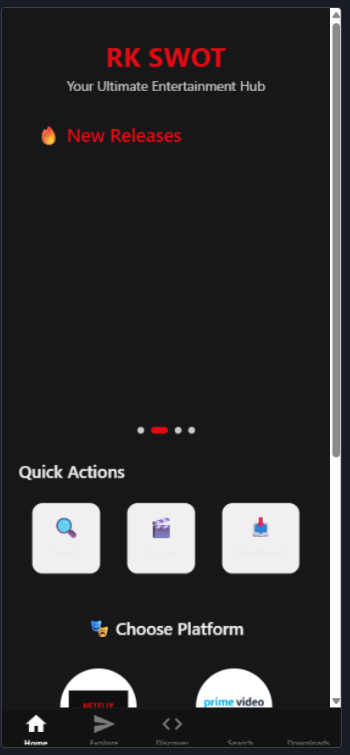 RK SWOT
Your Ultimate Entertainment Hub
🔥 New Releases
Quick Actions
🎭 Choose Platform
NETFLIX
prime video
Home
Explore
Discover
Search
Downloads